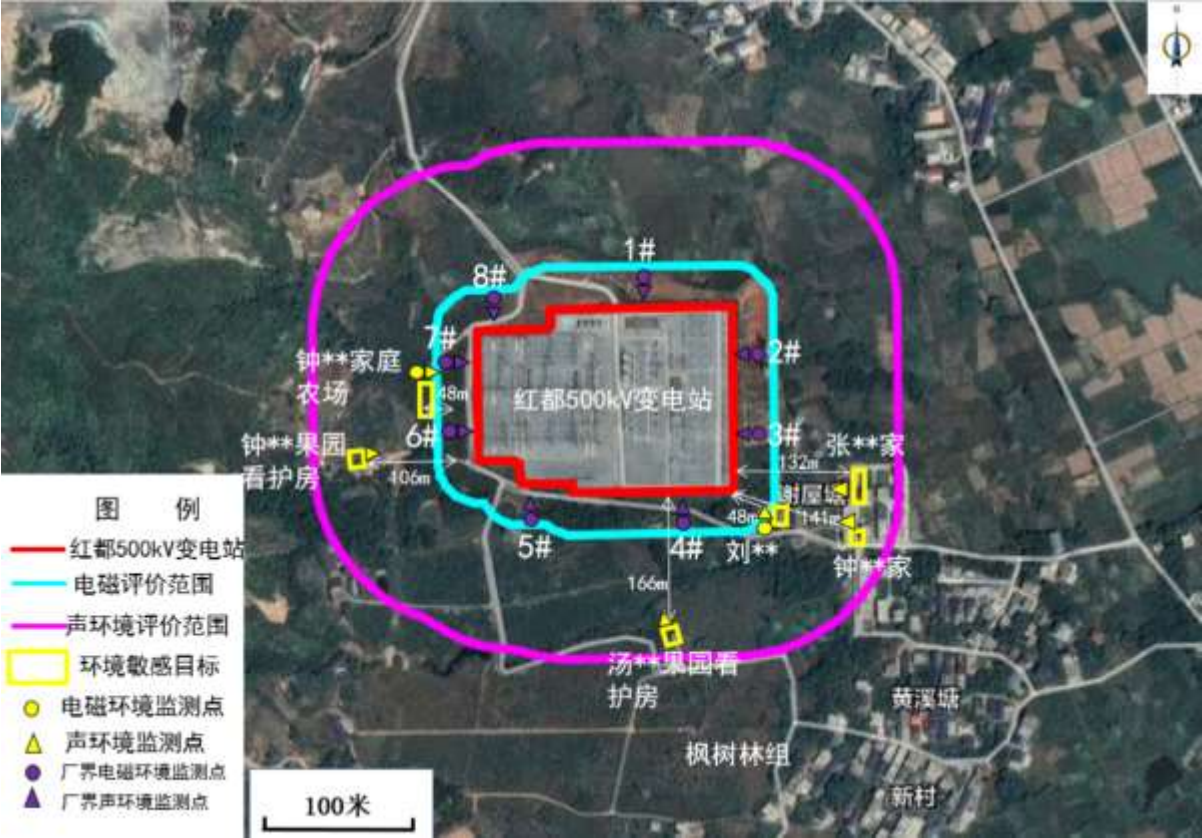 1#
8#
7#
2#
钟**家庭
农场
48m
红都500kV变电站
6#
3#
张**家
钟**果园
看护房
106m
132m
谢屋塅
48m
141m
5#
4#
刘**
钟**家
166m
汤**果园看
护房
黄溪塘
枫树林组
新村
图 例
红都500kV变电站
电磁评价范围
声环境评价范围
环境敏感目标
电磁环境监测点
声环境监测点
厂界电磁环境监测点
厂界声环境监测点
100米